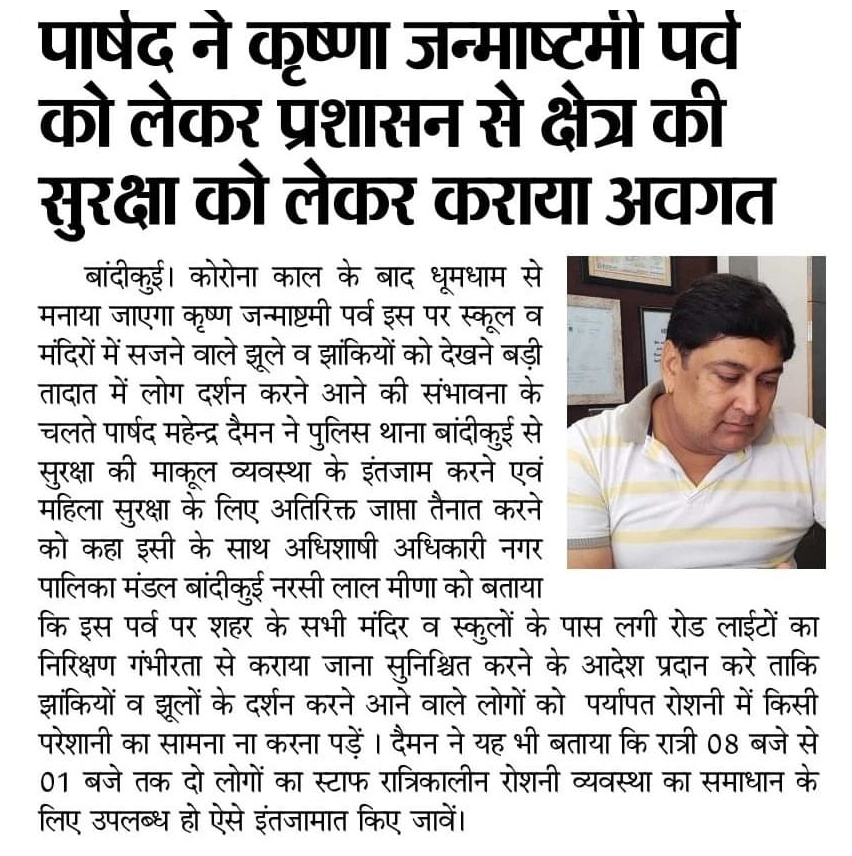 पार्षद ने कृष्णा जन्माष्टमी पर्व
को लेकर प्रशासन से क्षेत्र की
सुरक्षा को लेकर कराया अवगत
बांदीकुई। कोरोना काल के बाद धूमधाम से
मनाया जाएगा कृष्ण जन्माष्टमी पर्व इस पर स्कूल व
मंदिरों में सजने वाले झूले व झांकियों को देखने बड़ी
तादात में लोग दर्शन करने आने की संभावना के
चलते पार्षद महेन्द्र दैमन ने पुलिस थाना बांदीकुई से
सुरक्षा की माकूल व्यवस्था के इंतजाम करने एवं
महिला सुरक्षा के लिए अतिरिक्त जाप्ता तैनात करने
को कहा इसी के साथ अधिशाषी अधिकारी नगर
पालिका मंडल बांदीकुई नरसी लाल मीणा को बताया
कि इस पर्व पर शहर के सभी मंदिर व स्कुलों के पास लगी रोड लाईटों का
निरिक्षण गंभीरता से कराया जाना सुनिश्चित करने के आदेश प्रदान करे ताकि
झांकियों व झूलों के दर्शन करने आने वाले लोगों को पर्यापत रोशनी में किसी
परेशानी का सामना ना करना पड़ें । दैमन ने यह भी बताया कि रात्री 08 बजे से
01 बजे तक दो लोगों का स्टाफ रात्रिकालीन रोशनी व्यवस्था का समाधान के
लिए उपलब्ध हो ऐसे इंतजामात किए जावें।